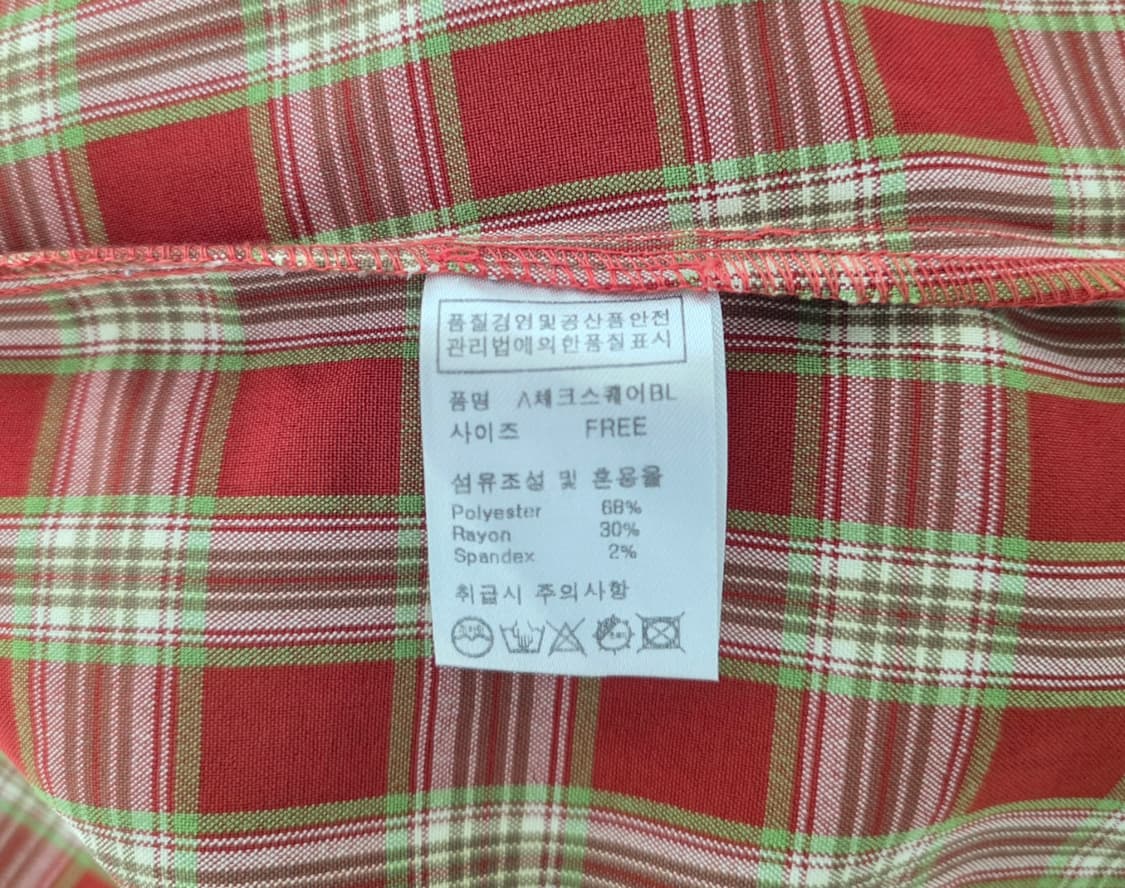 품질경영및공산품안전
관리법에의한품질표시
품명 A체크스퀘어BL
사이즈 FREE
섬유조성 및 혼용율
Polyester 68%
Rayon 30%
Spandex 2%
취급시 주의사항